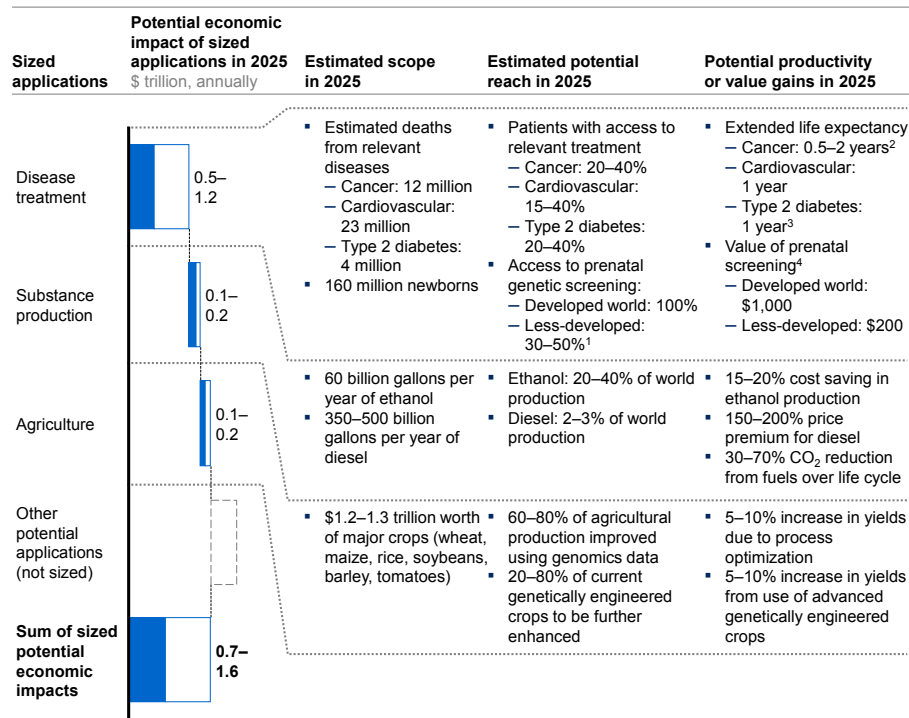 Sized
applications
Potential economic
impact of sized
applications in 2025
$ trillion, annually
Estimated scope
in 2025
Estimated potential
reach in 2025
Potential productivity
or value gains in 2025
Disease
treatment
0.5–
1.2
▪ Estimated deaths
from relevant
diseases
– Cancer: 12 million
– Cardiovascular:
23 million
– Type 2 diabetes:
4 million
▪ 160 million newborns
▪ Patients with access to
relevant treatment
– Cancer: 20–40%
– Cardiovascular:
15–40%
– Type 2 diabetes:
20–40%
▪ Access to prenatal
genetic screening:
– Developed world: 100%
– Less-developed:
30–50%¹
▪ Extended life expectancy
– Cancer: 0.5–2 years²
– Cardiovascular:
1 year
– Type 2 diabetes:
1 year³
▪ Value of prenatal
screening⁴
– Developed world:
$1,000
– Less-developed: $200
Substance
production
0.1–
0.2
▪ 60 billion gallons per
year of ethanol
▪ 350–500 billion
gallons per year of
diesel
▪ Ethanol: 20–40% of world
production
▪ Diesel: 2–3% of world
production
▪ 15–20% cost saving in
ethanol production
▪ 150–200% price
premium for diesel
▪ 30–70% CO₂ reduction
from fuels over life cycle
Agriculture
0.1–
0.2
▪ $1.2–1.3 trillion worth
of major crops (wheat,
maize, rice, soybeans,
barley, tomatoes)
▪ 60–80% of agricultural
production improved
using genomics data
▪ 20–80% of current
genetically engineered
crops to be further
enhanced
▪ 5–10% increase in yields
due to process
optimization
▪ 5–10% increase in yields
from use of advanced
genetically engineered
crops
Other
potential
applications
(not sized)
Sum of sized
potential
economic
impacts
0.7–
1.6